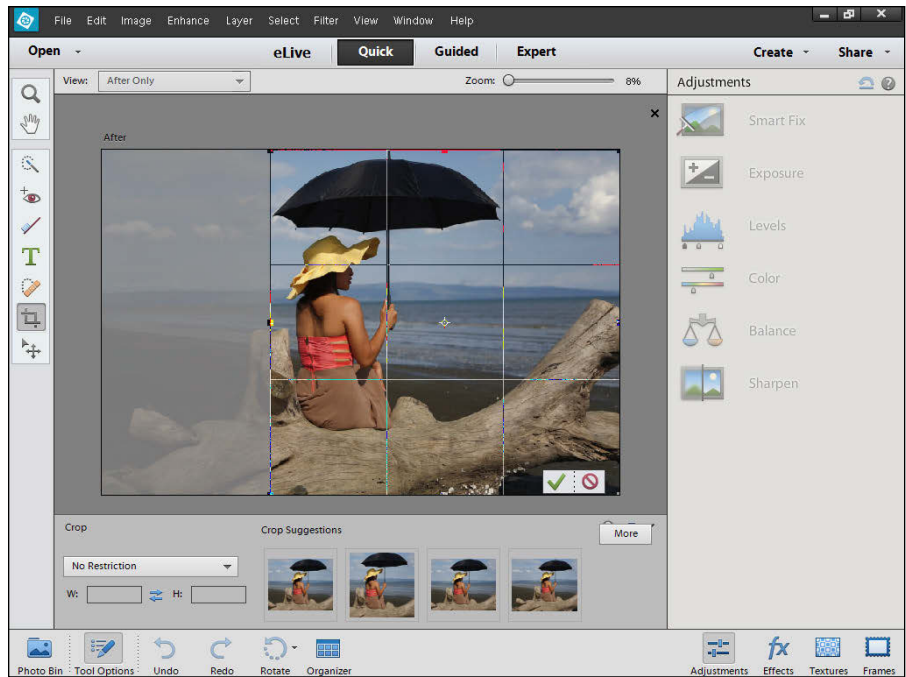 File Edit Image Enhance Layer Select Filter View Window Help
Open eLive Quick Guided Expert Create Share
View: After Only Zoom: 8% Adjustments
After
Smart Fix
Exposure
Levels
Color
Balance
Sharpen
Crop Crop Suggestions More
No Restriction
W: H:
Photo Bin Tool Options Undo Redo Rotate Organizer Adjustments Effects Textures Frames